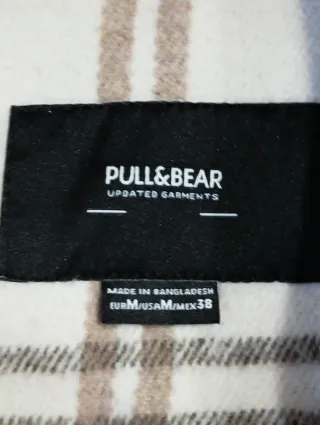 PULL&BEAR
UPDATED GARMENTS
MADE IN BANGLADESH
EURM/USAM/MEX38